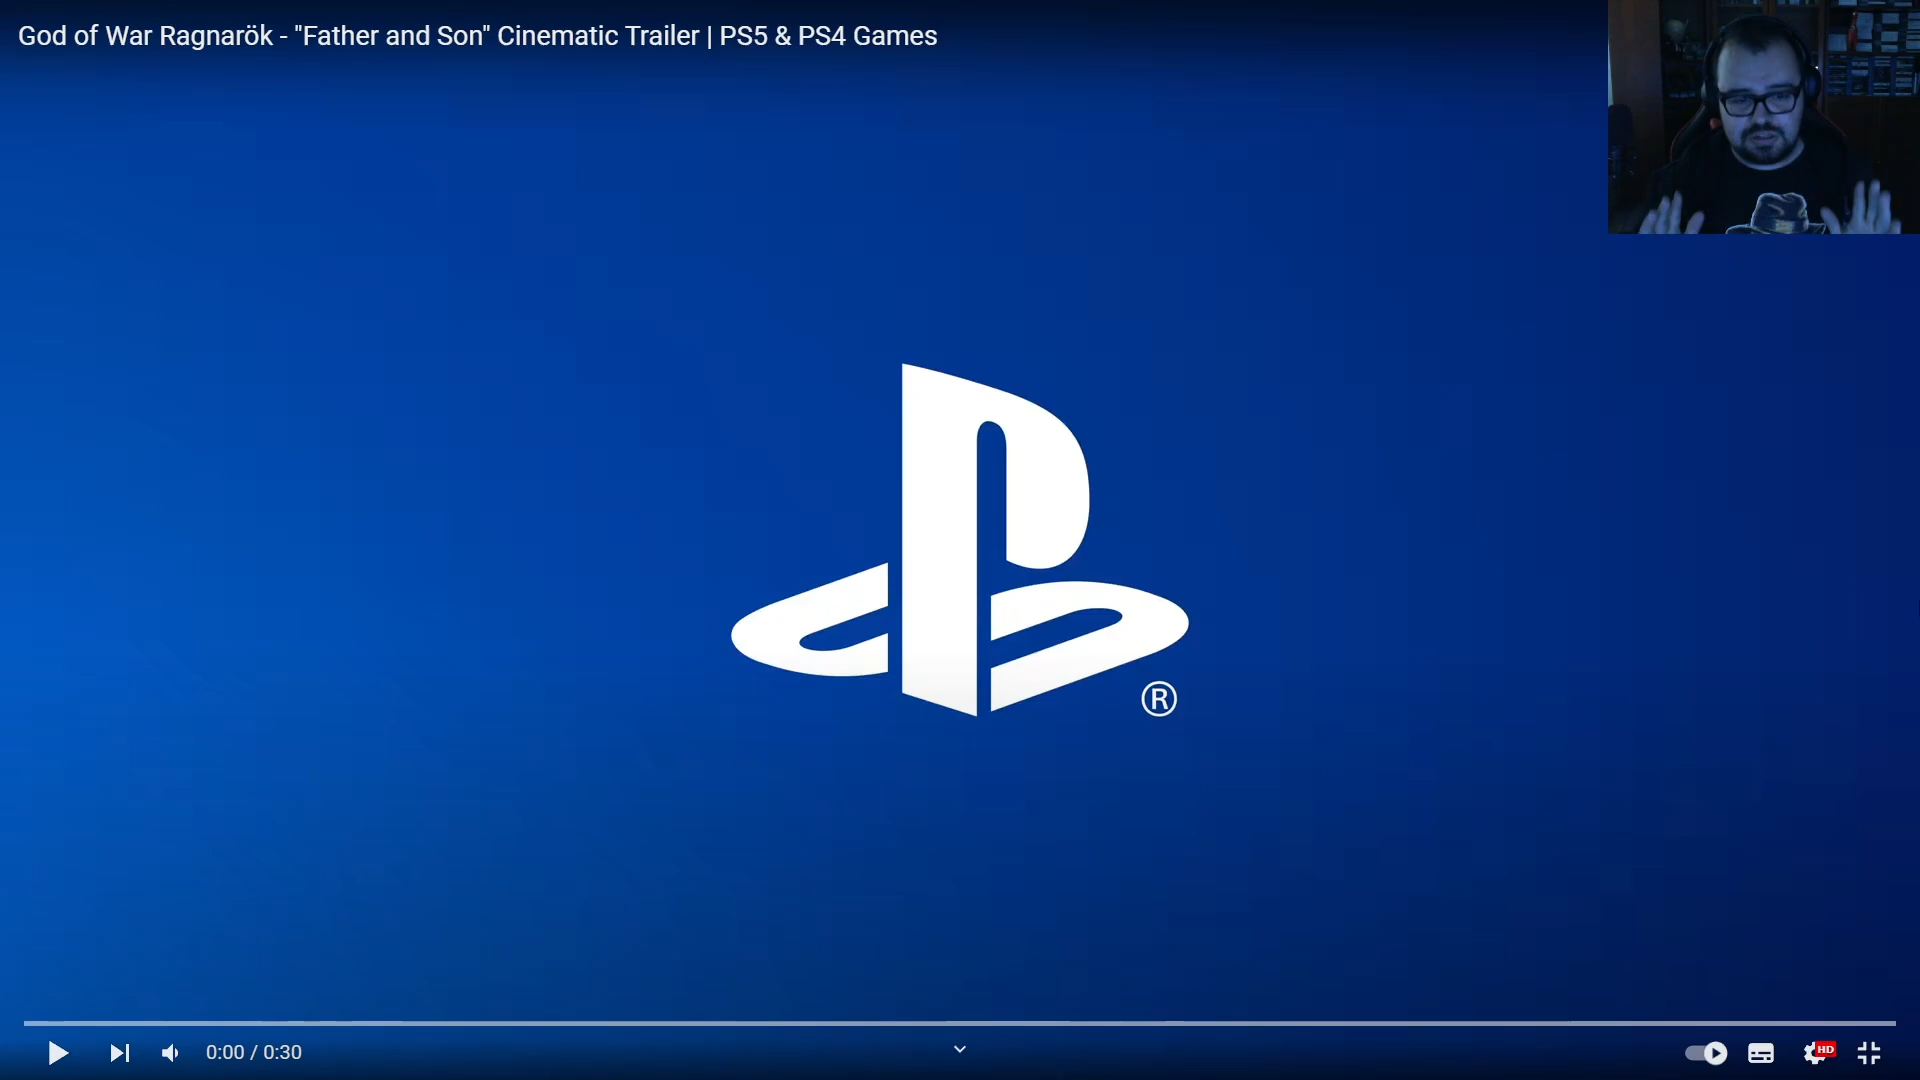 God of War Ragnarök - "Father and Son" Cinematic Trailer | PS5 & PS4 Games
®
0:00 / 0:30
HD